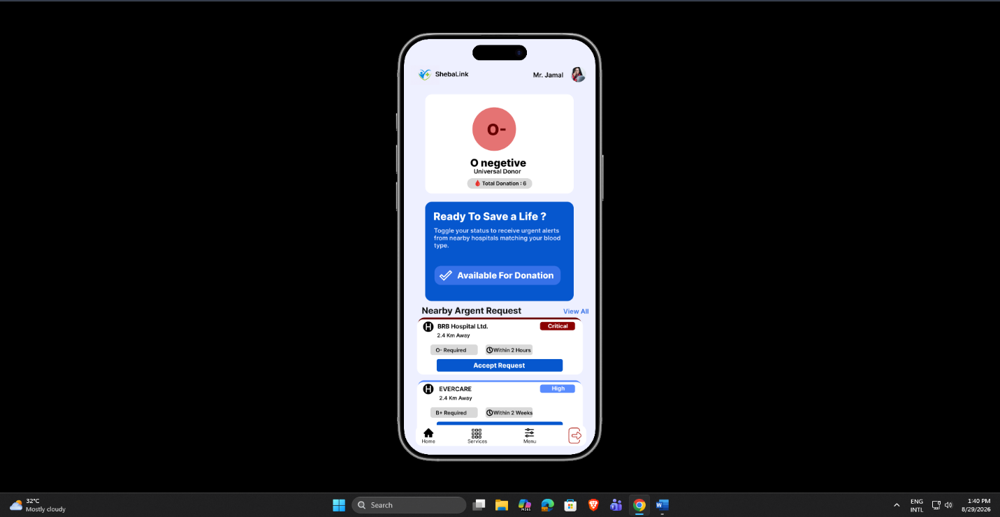 ShebaLink
Mr. Jamal
O-
O negetive
Universal Donor
Total Donation : 6
Ready To Save a Life ?
Toggle your status to receive urgent alerts
from nearby hospitals matching your blood
type.
Available For Donation
Nearby Argent Request
View All
H
BRB Hospital Ltd.
Critical
2.4 Km Away
O- Required
Within 2 Hours
Accept Request
H
EVERCARE
High
2.4 Km Away
B+ Required
Within 2 Weeks
Home
Services
Menu
32°C
Mostly cloudy
Search
M365
ENG
INTL
1:40 PM
8/29/2026